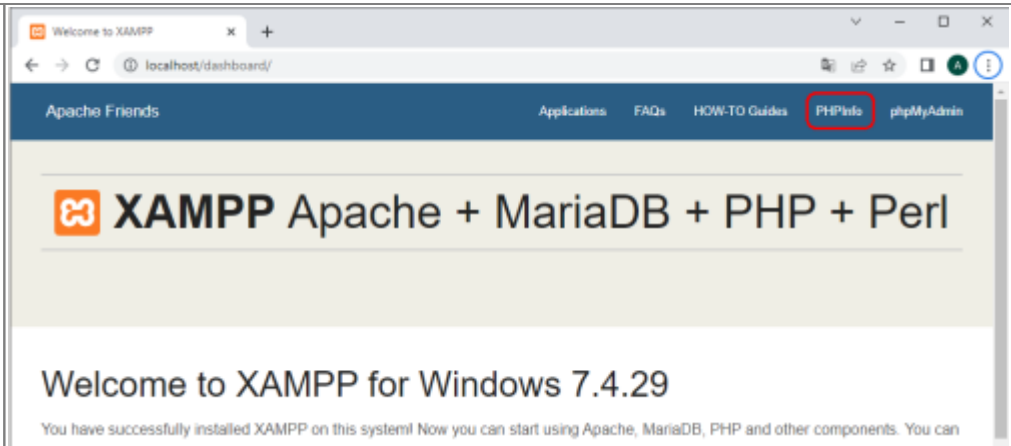 Welcome to XAMPP
localhost/dashboard/
A
Apache Friends Applications FAQs HOW-TO Guides PHPInfo phpMyAdmin
XAMPP Apache + MariaDB + PHP + Perl
Welcome to XAMPP for Windows 7.4.29
You have successfully installed XAMPP on this system! Now you can start using Apache, MariaDB, PHP and other components. You can